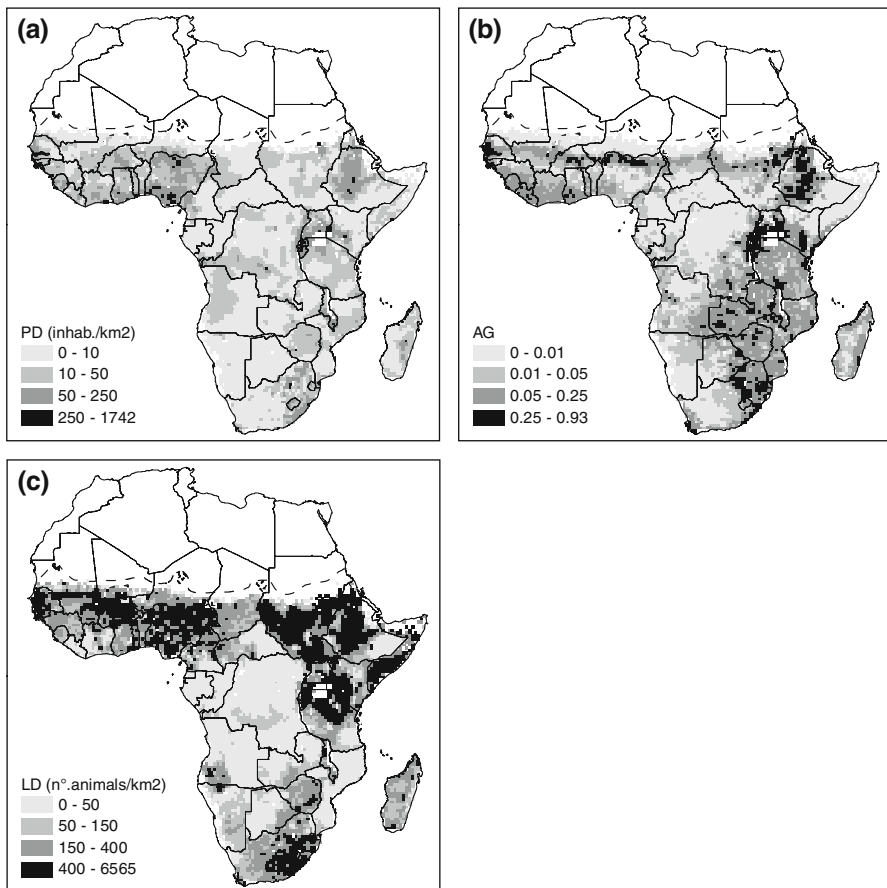 (a)
PD (inhab./km2)
0 - 10
10 - 50
50 - 250
250 - 1742
(b)
AG
0 - 0.01
0.01 - 0.05
0.05 - 0.25
0.25 - 0.93
(c)
LD (n°.animals/km2)
0 - 50
50 - 150
150 - 400
400 - 6565